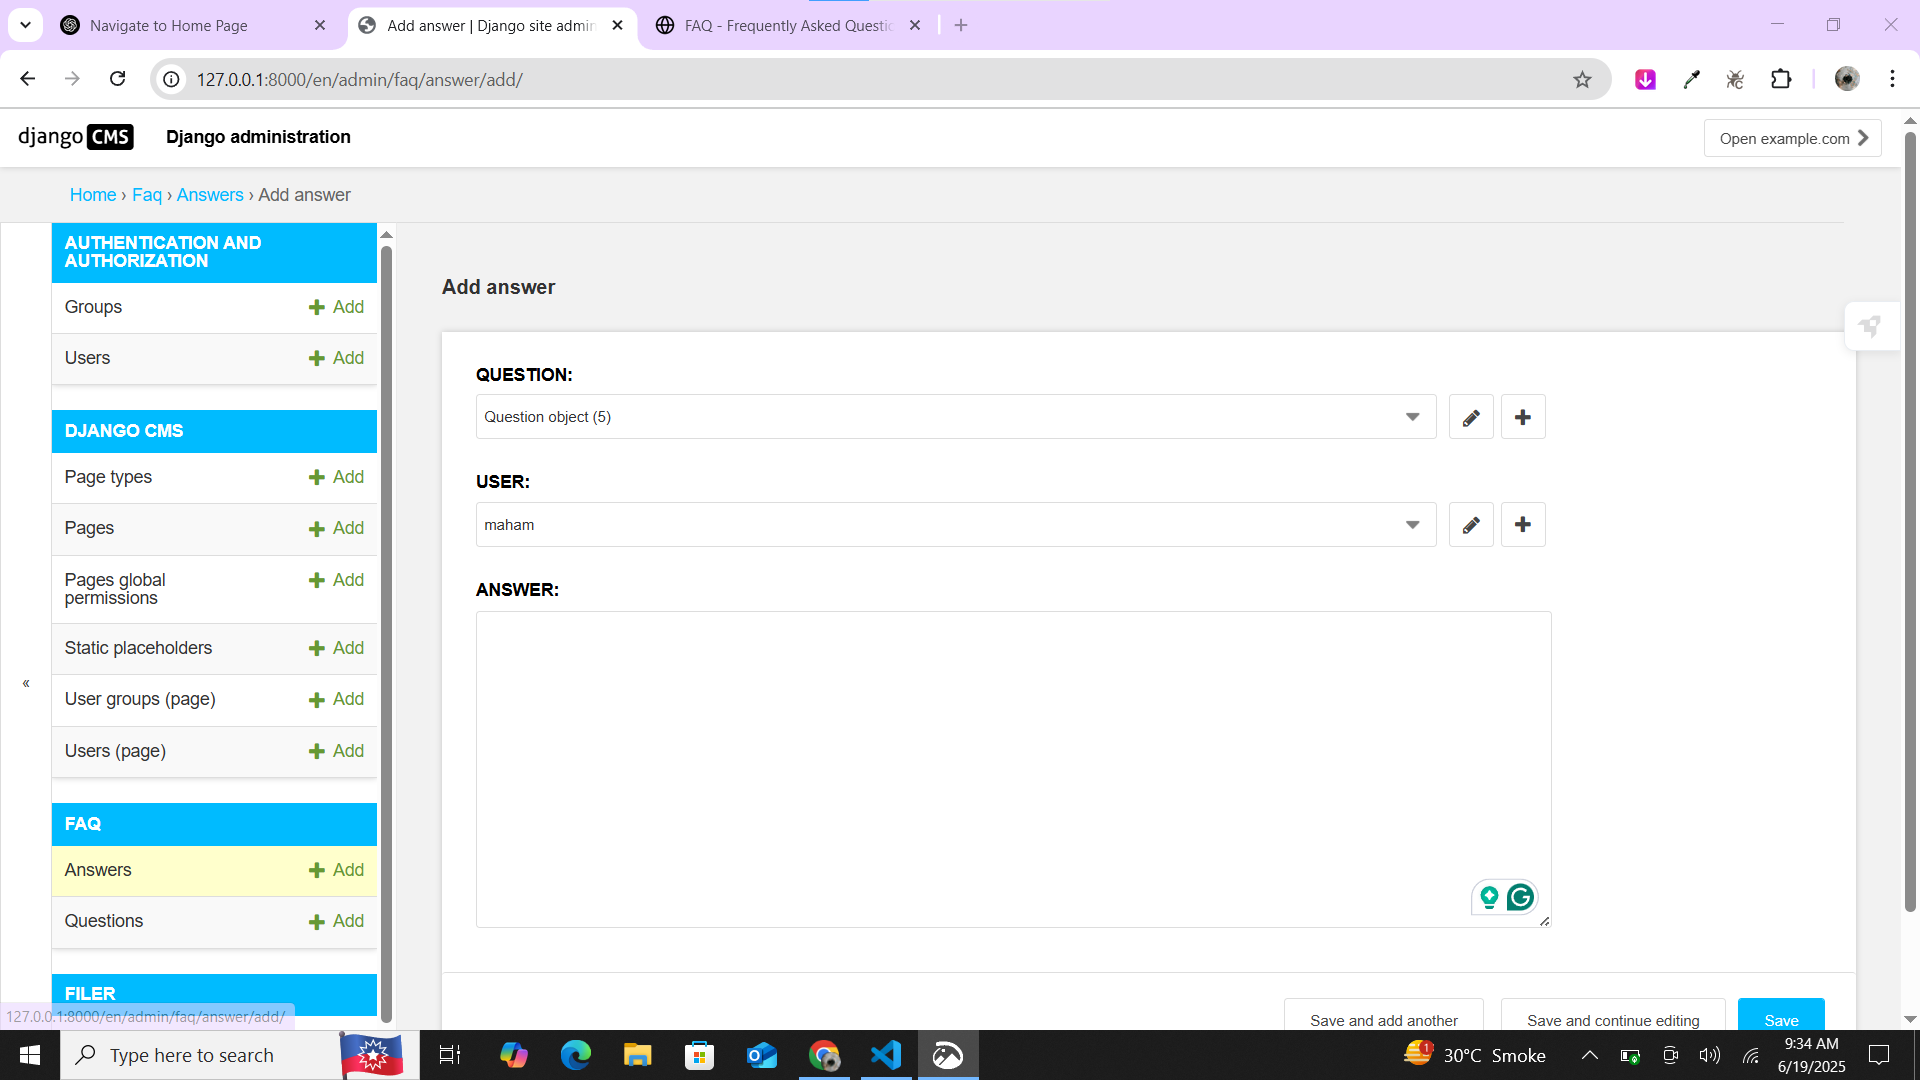 Navigate to Home Page
Add answer | Django site admin
FAQ - Frequently Asked Questio
127.0.0.1:8000/en/admin/faq/answer/add/
django CMS
Django administration
Open example.com
Home › Faq › Answers › Add answer
AUTHENTICATION AND
AUTHORIZATION
Groups
Add
Users
Add
DJANGO CMS
Page types
Add
Pages
Add
Pages global
permissions
Add
Static placeholders
Add
User groups (page)
Add
Users (page)
Add
FAQ
Answers
Add
Questions
Add
FILER
«
Add answer
QUESTION:
Question object (5)
USER:
maham
ANSWER:
Save and add another
Save and continue editing
Save
127.0.0.1:8000/en/admin/faq/answer/add/
Type here to search
1
30°C Smoke
9:34 AM
6/19/2025